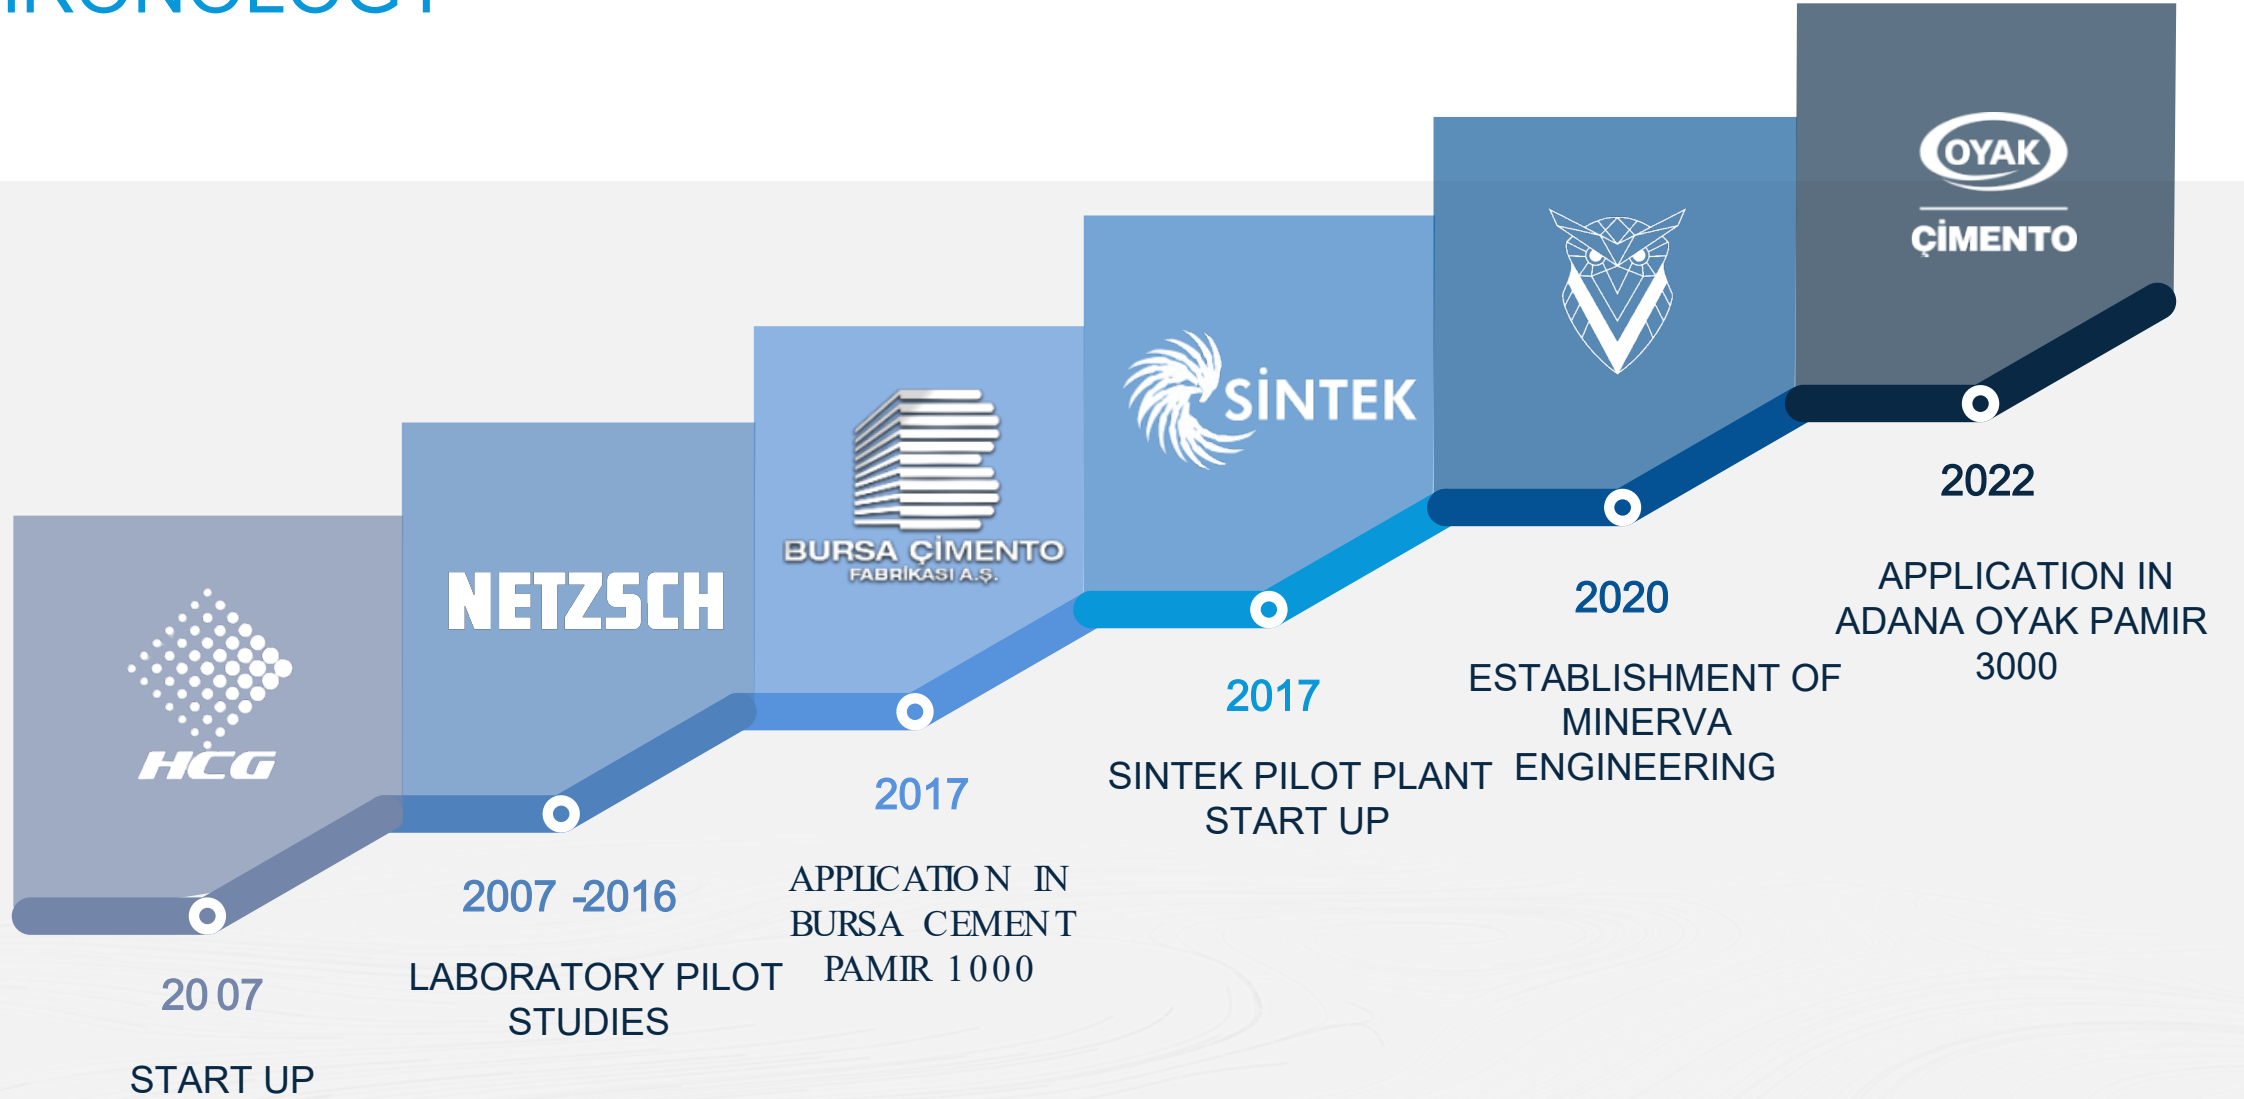 HCG
2007
START UP
NETZSCH
2007 -2016
LABORATORY PILOT
STUDIES
BURSA ÇİMENTO
FABRİKASI A.Ş.
2017
APPLICATION IN
BURSA CEMENT
PAMIR 1000
SİNTEK
2017
SINTEK PILOT PLANT
START UP
2020
ESTABLISHMENT OF
MINERVA
ENGINEERING
OYAK
ÇİMENTO
2022
APPLICATION IN
ADANA OYAK PAMIR
3000